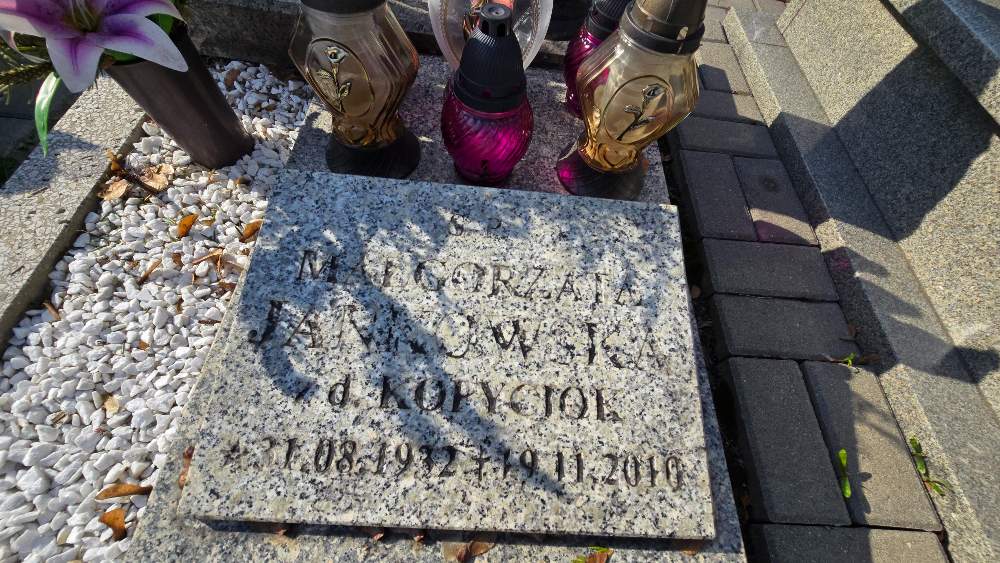 Ś P
MAŁGORZATA
JANKOWSKA
z d. KOPYCIOK
* 31.08.1932 + 19.11.2010